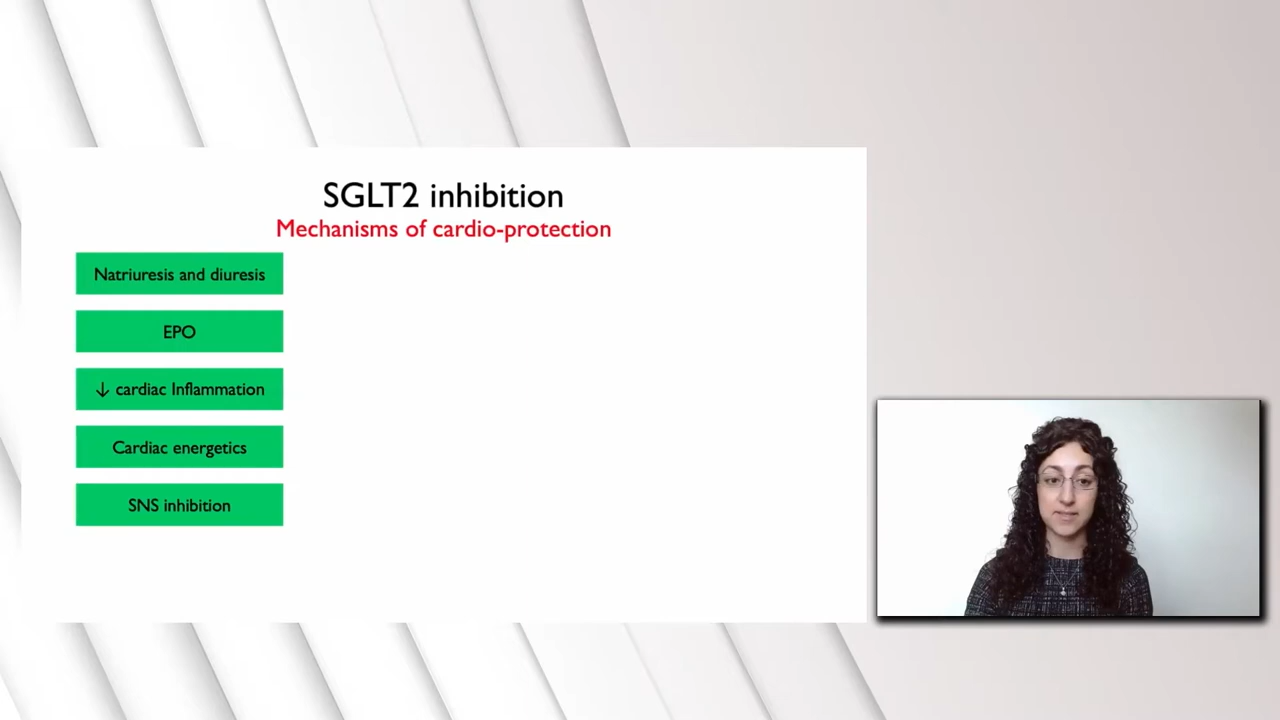 SGLT2 inhibition
Mechanisms of cardio-protection
Natriuresis and diuresis
EPO
↓ cardiac Inflammation
Cardiac energetics
SNS inhibition